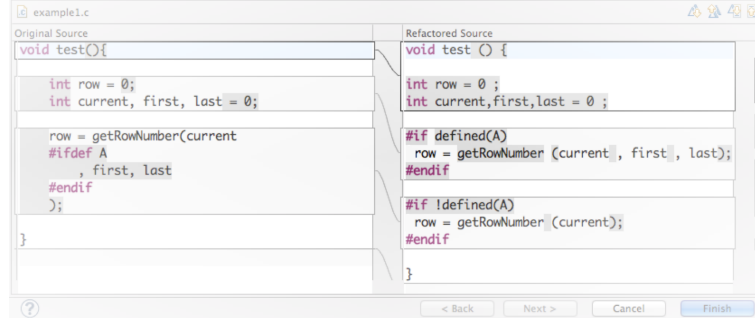 example1.c
Original Source
void test(){
int row = 0;
int current, first, last = 0;
row = getRowNumber(current
#ifdef A
, first, last
#endif
);
}
Refactored Source
void test () {
int row = 0 ;
int current,first,last = 0 ;
#if defined(A)
row = getRowNumber (current , first , last);
#endif
#if !defined(A)
row = getRowNumber (current);
#endif
}
?
< Back
Next >
Cancel
Finish